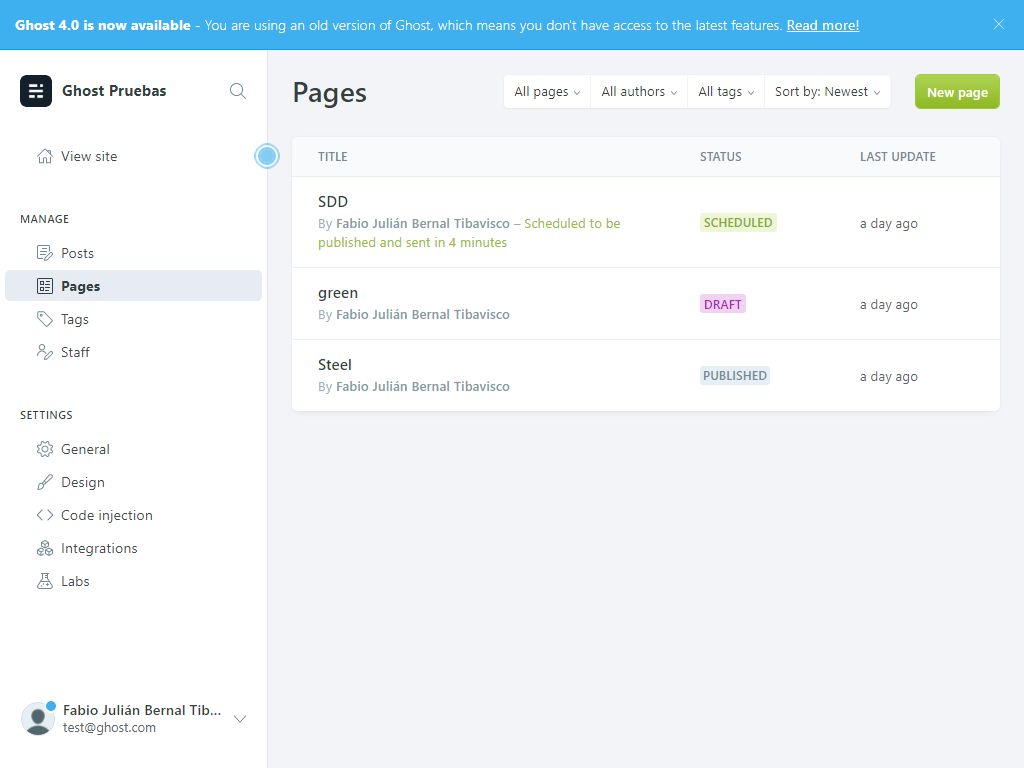 Ghost 4.0 is now available - You are using an old version of Ghost, which means you don't have access to the latest features. Read more!
Ghost Pruebas
View site
MANAGE
Posts
Pages
Tags
Staff
SETTINGS
General
Design
Code injection
Integrations
Labs
Fabio Julián Bernal Tib...
test@ghost.com
Pages
All pages
All authors
All tags
Sort by: Newest
New page
TITLE STATUS LAST UPDATE
SDD
By Fabio Julián Bernal Tibavisco – Scheduled to be
published and sent in 4 minutes
SCHEDULED
a day ago
green
By Fabio Julián Bernal Tibavisco
DRAFT
a day ago
Steel
By Fabio Julián Bernal Tibavisco
PUBLISHED
a day ago